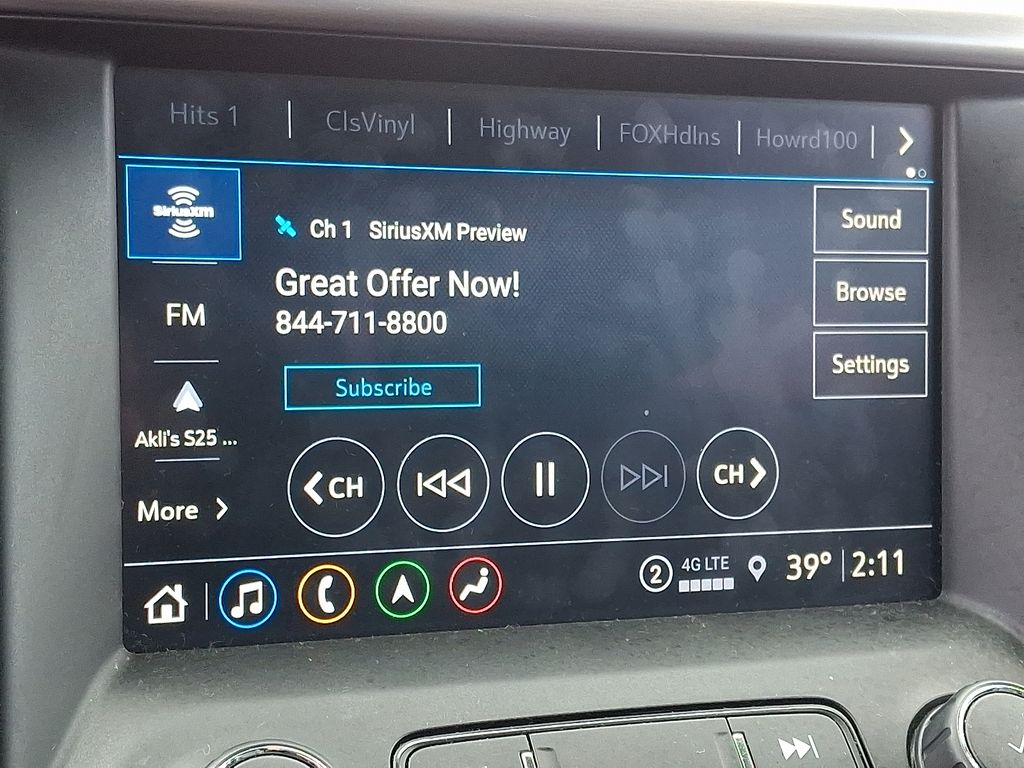 Hits 1
ClsVinyl
Highway
FOXHdlns
Howrd100
SiriusXM
Ch 1 SiriusXM Preview
Great Offer Now!
844-711-8800
Subscribe
Sound
Browse
Settings
FM
Akli's S25 ...
More
CH
CH
2
4G LTE
39°
2:11